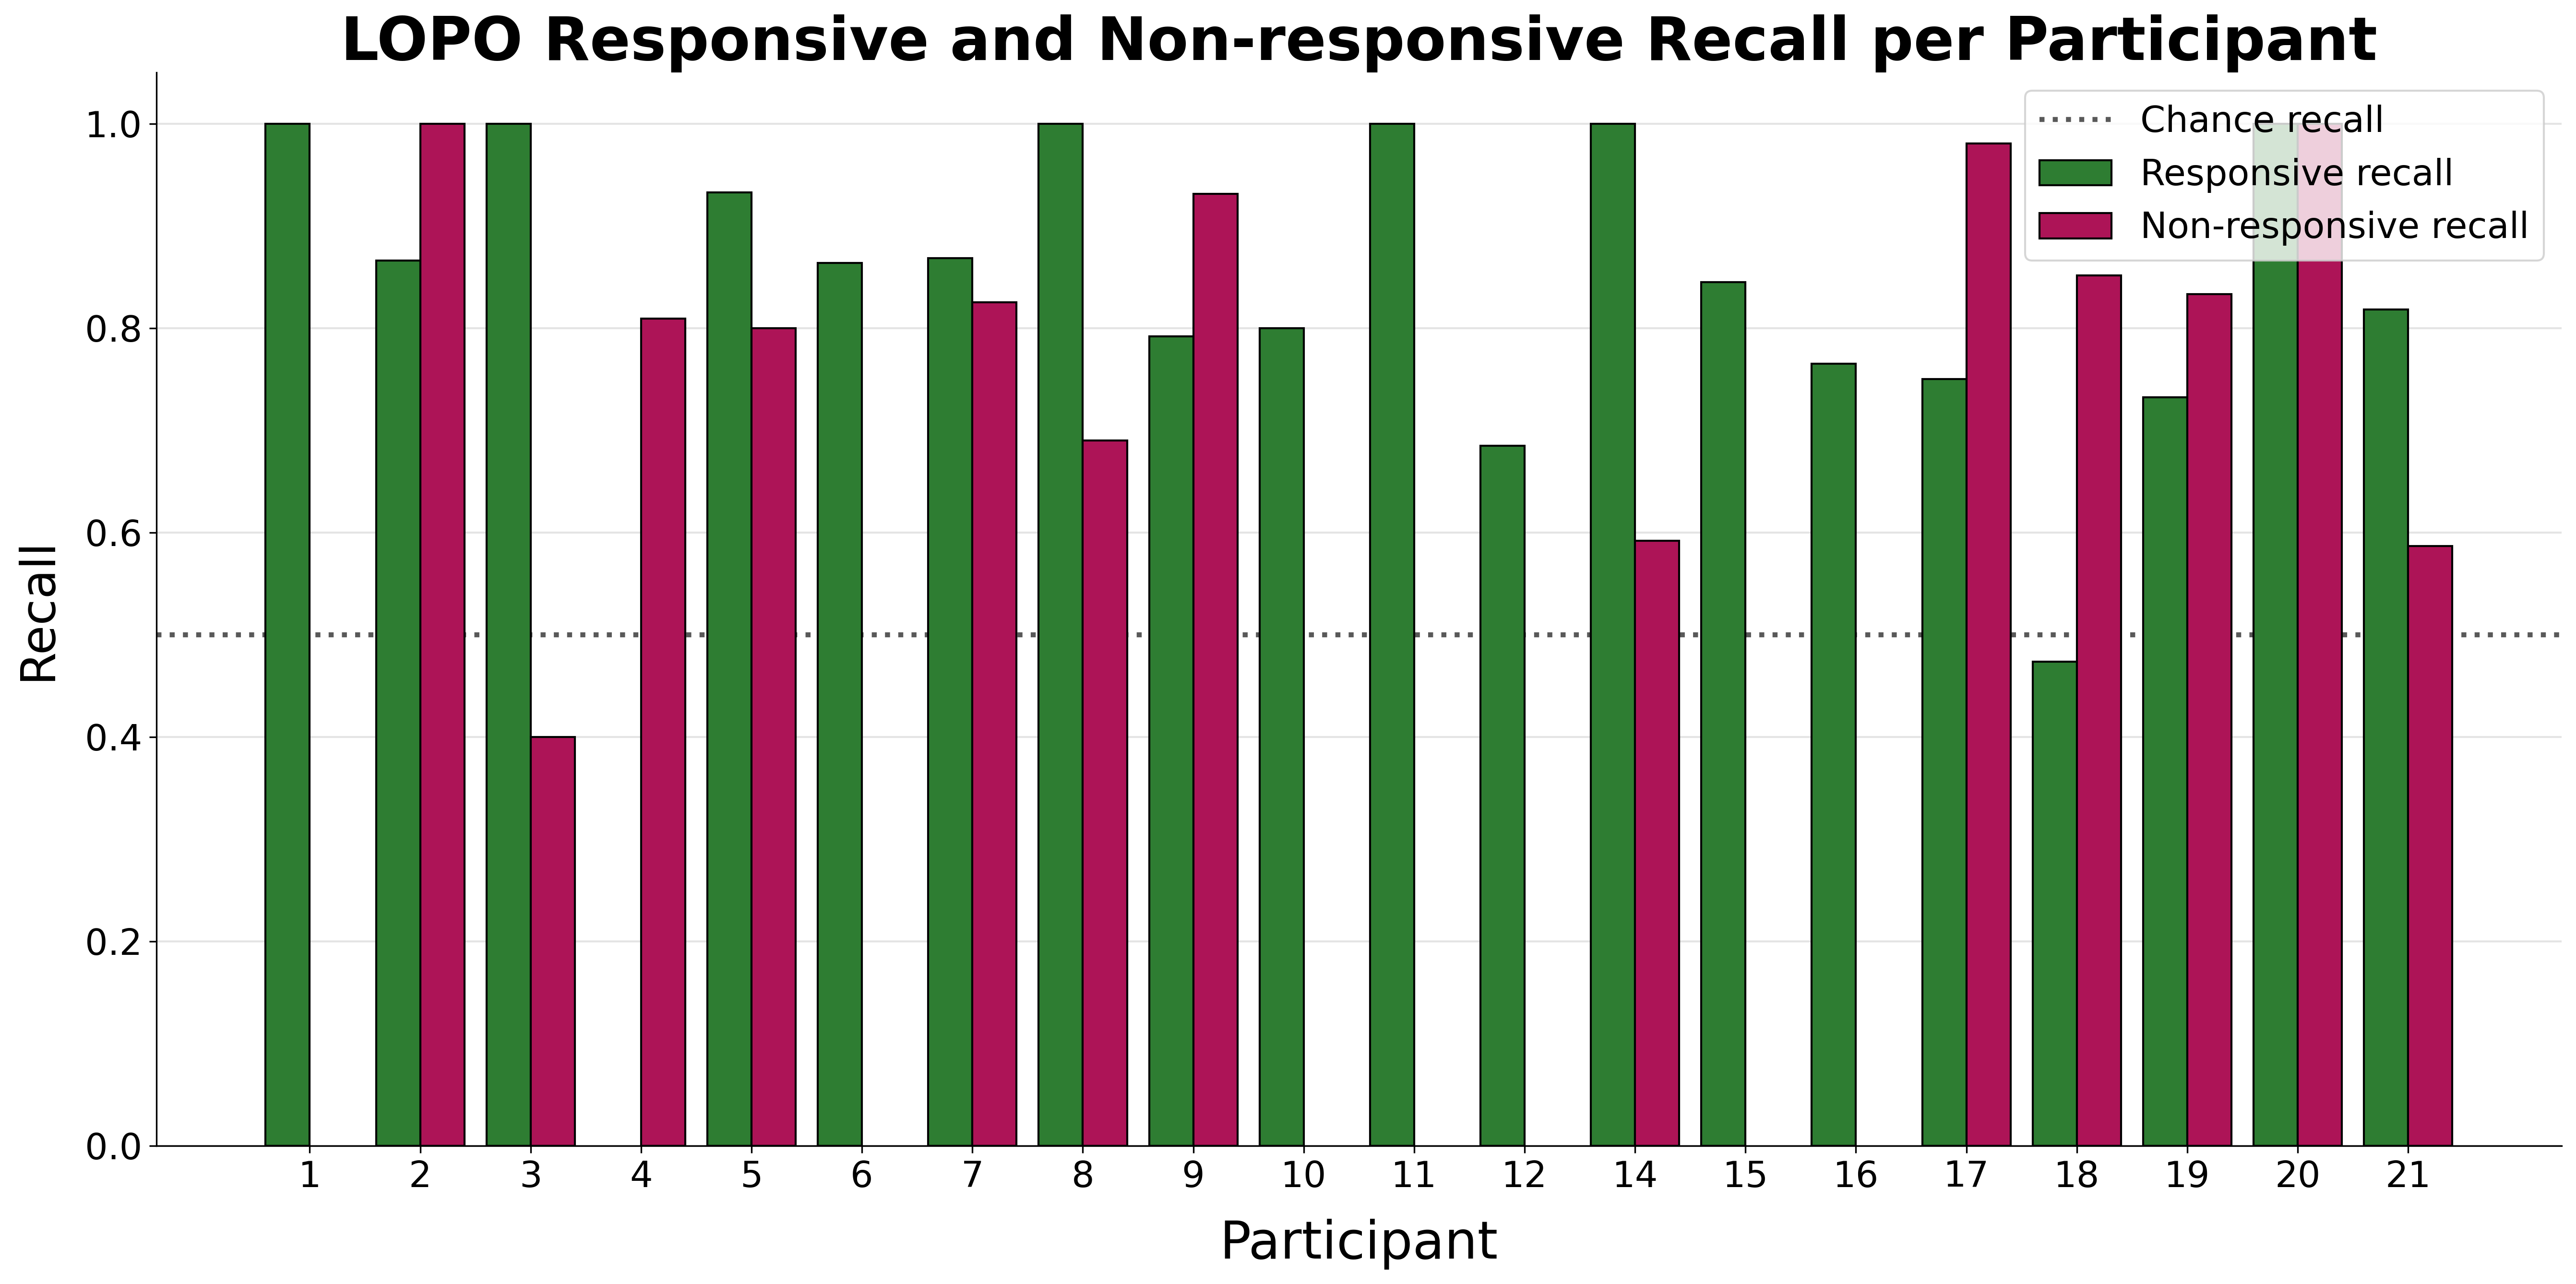 LOPO Responsive and Non-responsive Recall per Participant
Chance recall
Responsive recall
Non-responsive recall
1.0
0.8
0.6
0.4
0.2
0.0
Recall
1 2 3 4 5 6 7 8 9 10 11 12 14 15 16 17 18 19 20 21
Participant